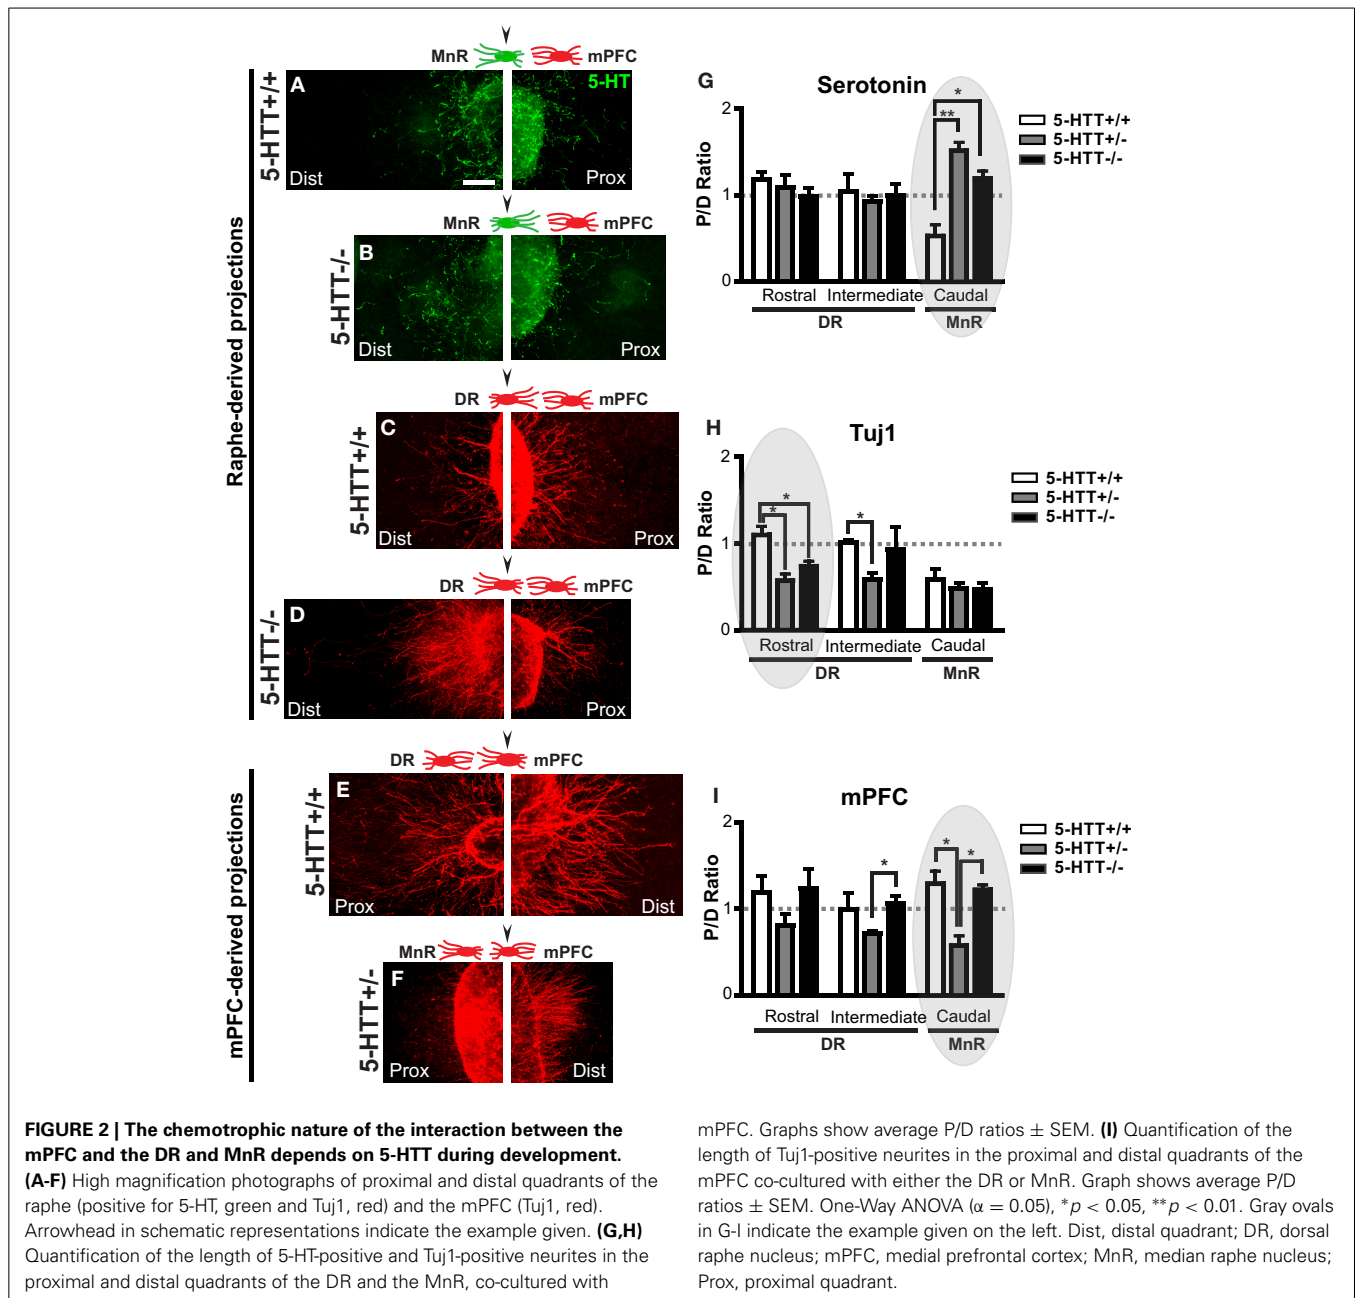 MnR mPFC
5-HTT+/+
A
5-HT
Dist
Prox
MnR mPFC
5-HTT-/-
B
Dist
Prox
Raphe-derived projections
DR mPFC
5-HTT+/+
C
Dist
Prox
DR mPFC
5-HTT-/-
D
Dist
Prox
mPFC-derived projections
DR mPFC
5-HTT+/+
E
Prox
Dist
MnR mPFC
5-HTT+/-
F
Prox
Dist
G
Serotonin
P/D Ratio
2
1
0
*
**
5-HTT+/+
5-HTT+/-
5-HTT-/-
Rostral Intermediate Caudal
DR MnR
H
Tuj1
P/D Ratio
2
1
0
*
*
*
5-HTT+/+
5-HTT+/-
5-HTT-/-
Rostral Intermediate Caudal
DR MnR
I
mPFC
P/D Ratio
2
1
0
*
*
*
5-HTT+/+
5-HTT+/-
5-HTT-/-
Rostral Intermediate Caudal
DR MnR
FIGURE 2 | The chemotrophic nature of the interaction between the
mPFC and the DR and MnR depends on 5-HTT during development.
(A-F) High magnification photographs of proximal and distal quadrants of the
raphe (positive for 5-HT, green and Tuj1, red) and the mPFC (Tuj1, red).
Arrowhead in schematic representations indicate the example given. (G,H)
Quantification of the length of 5-HT-positive and Tuj1-positive neurites in the
proximal and distal quadrants of the DR and the MnR, co-cultured with
mPFC. Graphs show average P/D ratios ± SEM. (I) Quantification of the
length of Tuj1-positive neurites in the proximal and distal quadrants of the
mPFC co-cultured with either the DR or MnR. Graph shows average P/D
ratios ± SEM. One-Way ANOVA (α = 0.05), *p < 0.05, **p < 0.01. Gray ovals
in G-I indicate the example given on the left. Dist, distal quadrant; DR, dorsal
raphe nucleus; mPFC, medial prefrontal cortex; MnR, median raphe nucleus;
Prox, proximal quadrant.